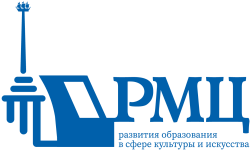 РМЦ
развития образования
в сфере культуры и искусства